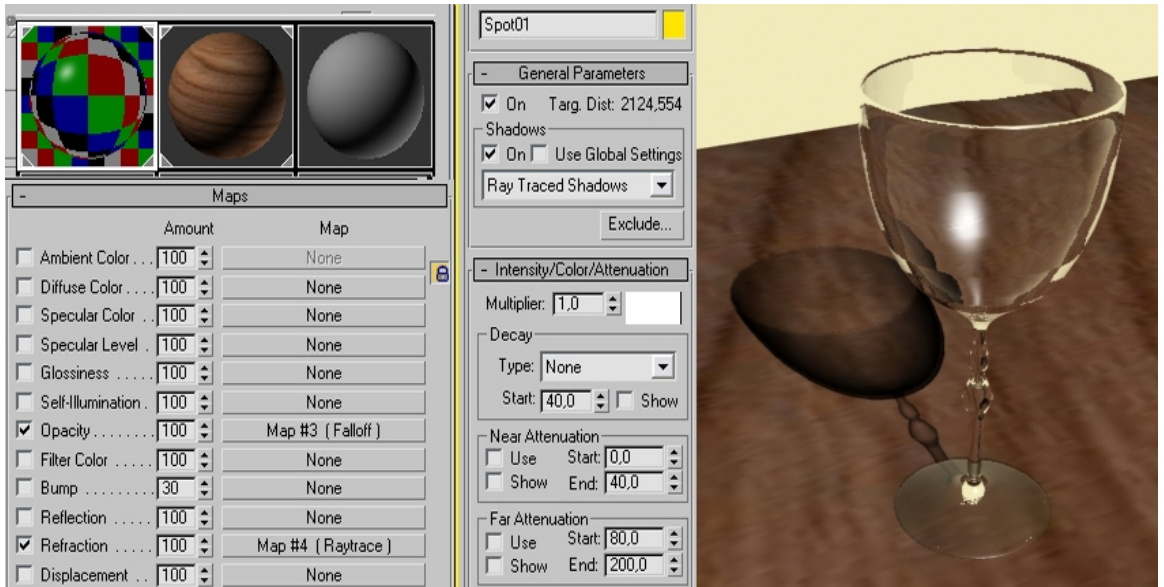 Maps
Amount Map
Ambient Color . . . 100 None
Diffuse Color . . . . 100 None
Specular Color . . 100 None
Specular Level . 100 None
Glossiness . . . . . 100 None
Self-Illumination . 100 None
Opacity . . . . . . . . 100 Map #3 ( Falloff )
Filter Color . . . . . 100 None
Bump . . . . . . . . . 30 None
Reflection . . . . . 100 None
Refraction . . . . . 100 Map #4 ( Raytrace )
Displacement . . 100 None
Spot01
- General Parameters
On Targ. Dist: 2124,554
Shadows
On Use Global Settings
Ray Traced Shadows
Exclude...
- Intensity/Color/Attenuation
Multiplier: 1,0
Decay
Type: None
Start: 40,0 Show
Near Attenuation
Use Start: 0,0
Show End: 40,0
Far Attenuation
Use Start: 80,0
Show End: 200,0